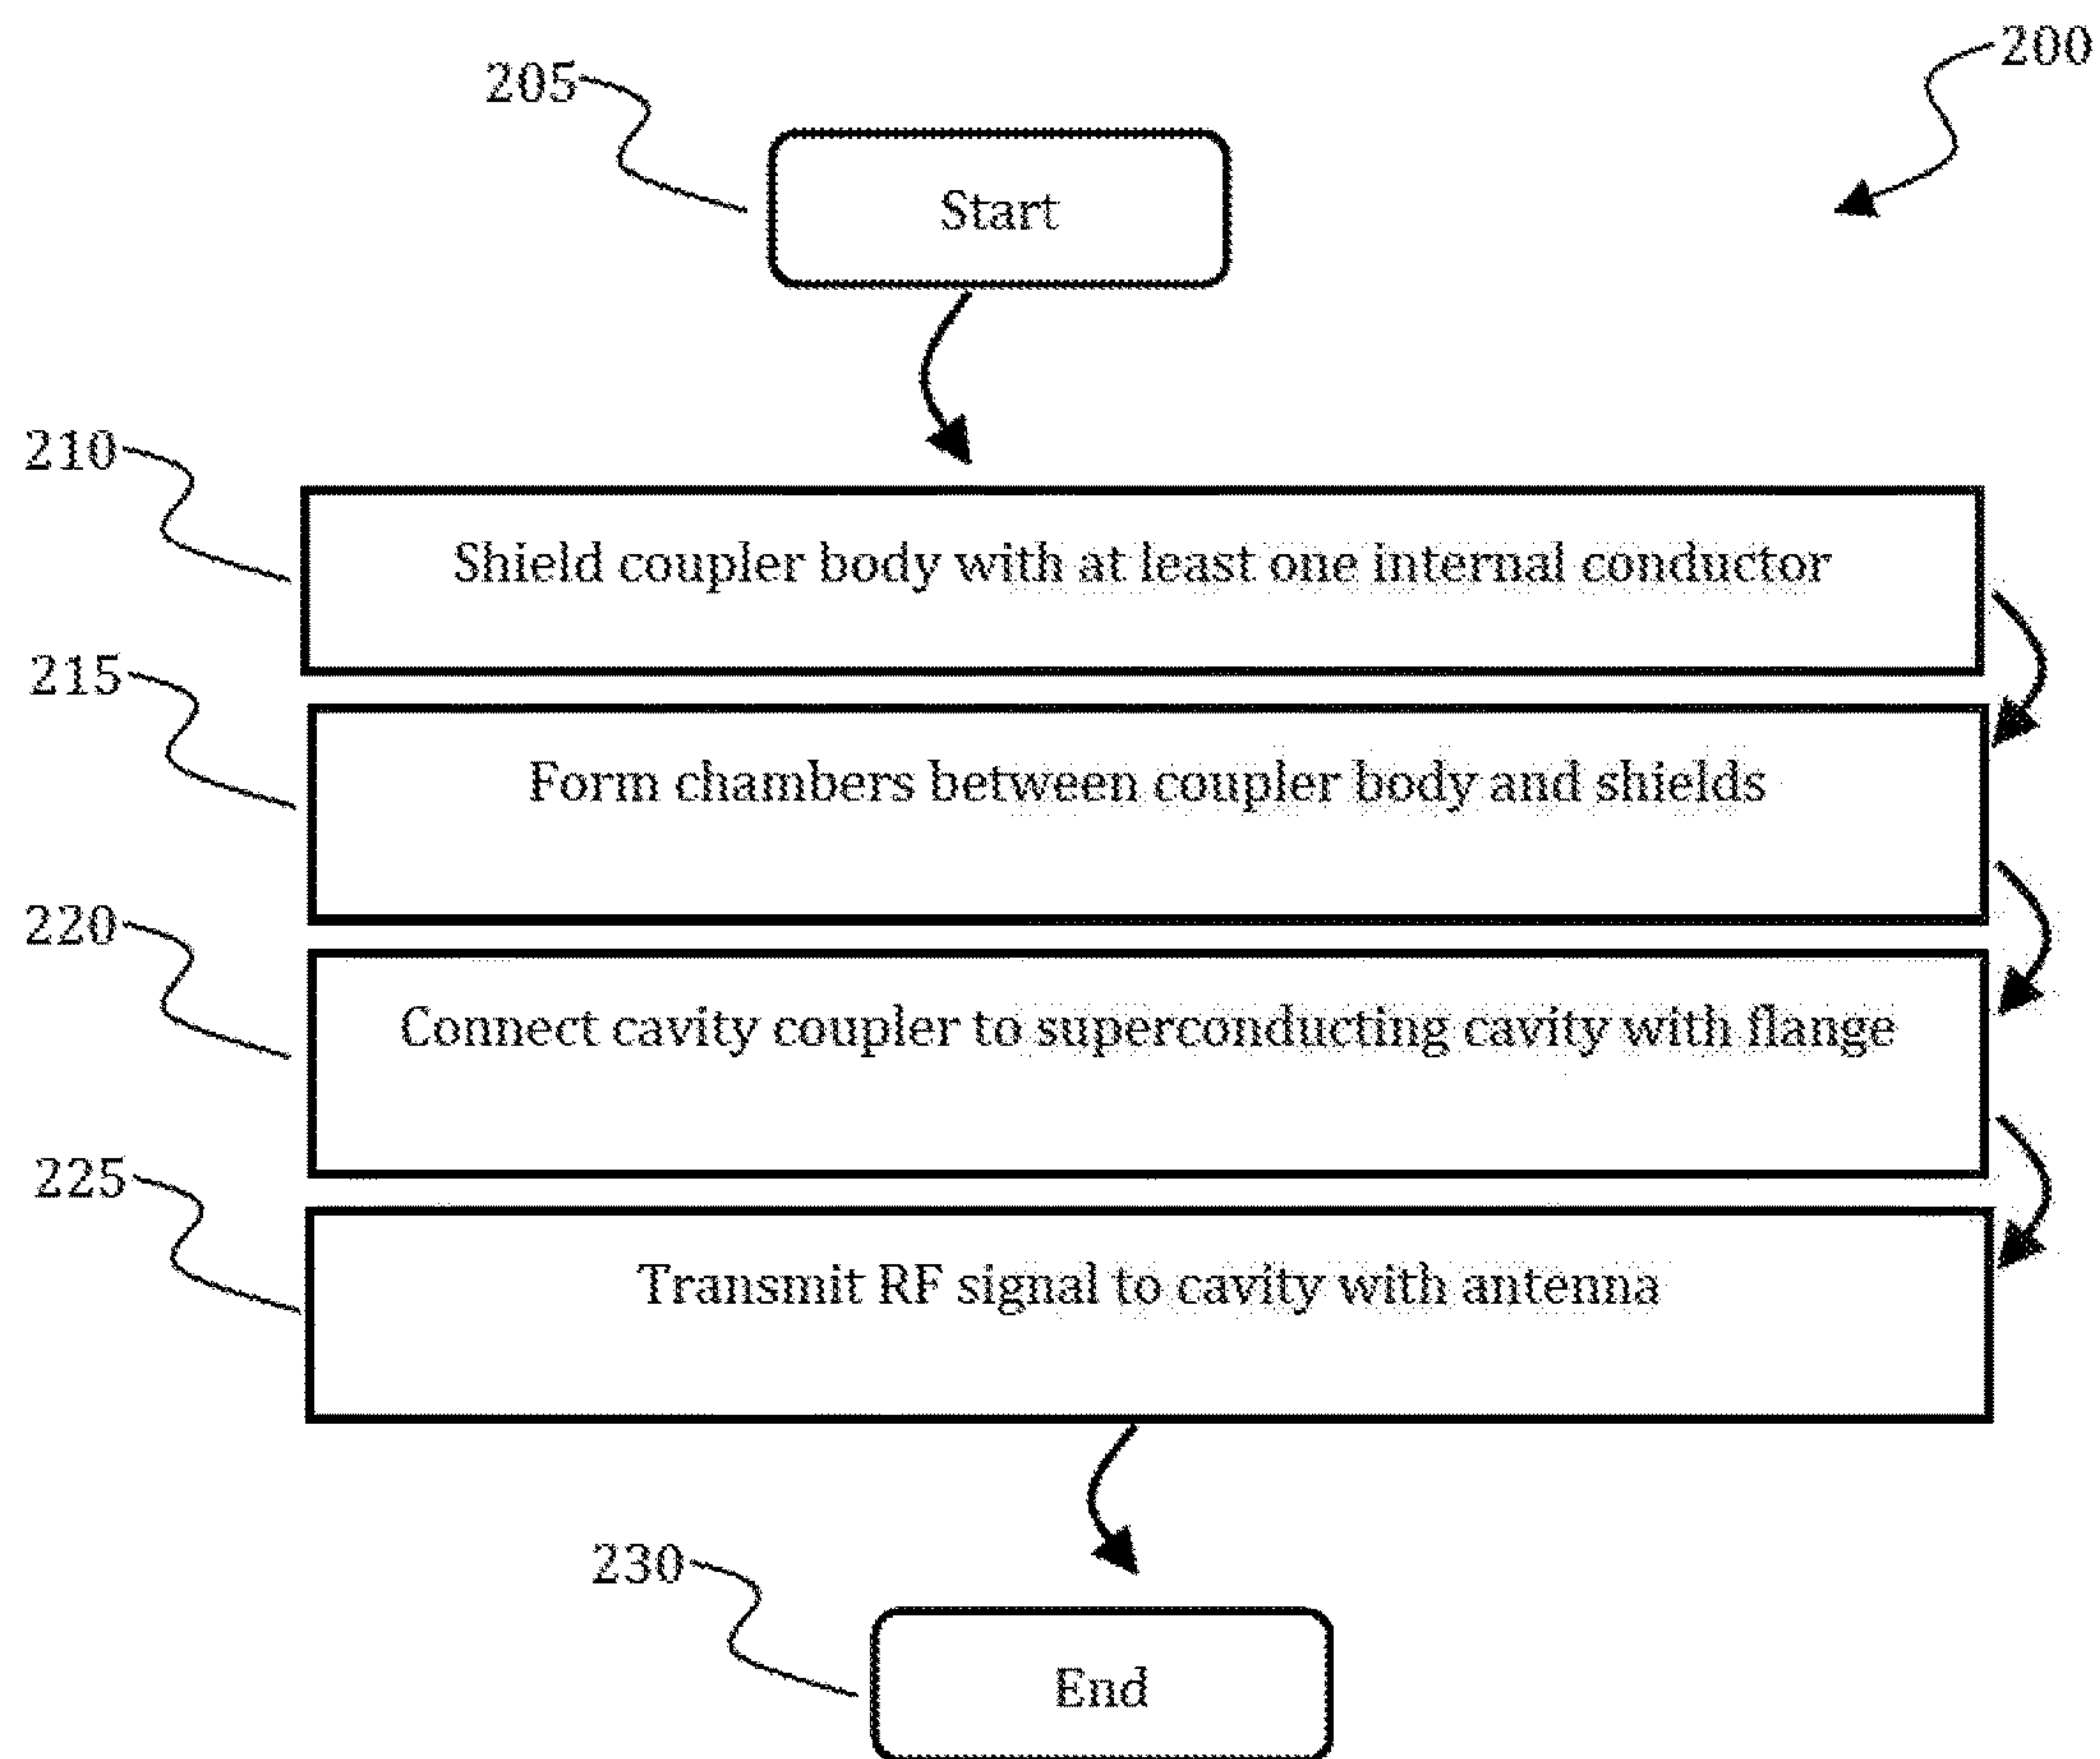 200
205
Start
210
Shield coupler body with at least one internal conductor
215
Form chambers between coupler body and shields
220
Connect cavity coupler to superconducting cavity with flange
225
Transmit RF signal to cavity with antenna
230
End